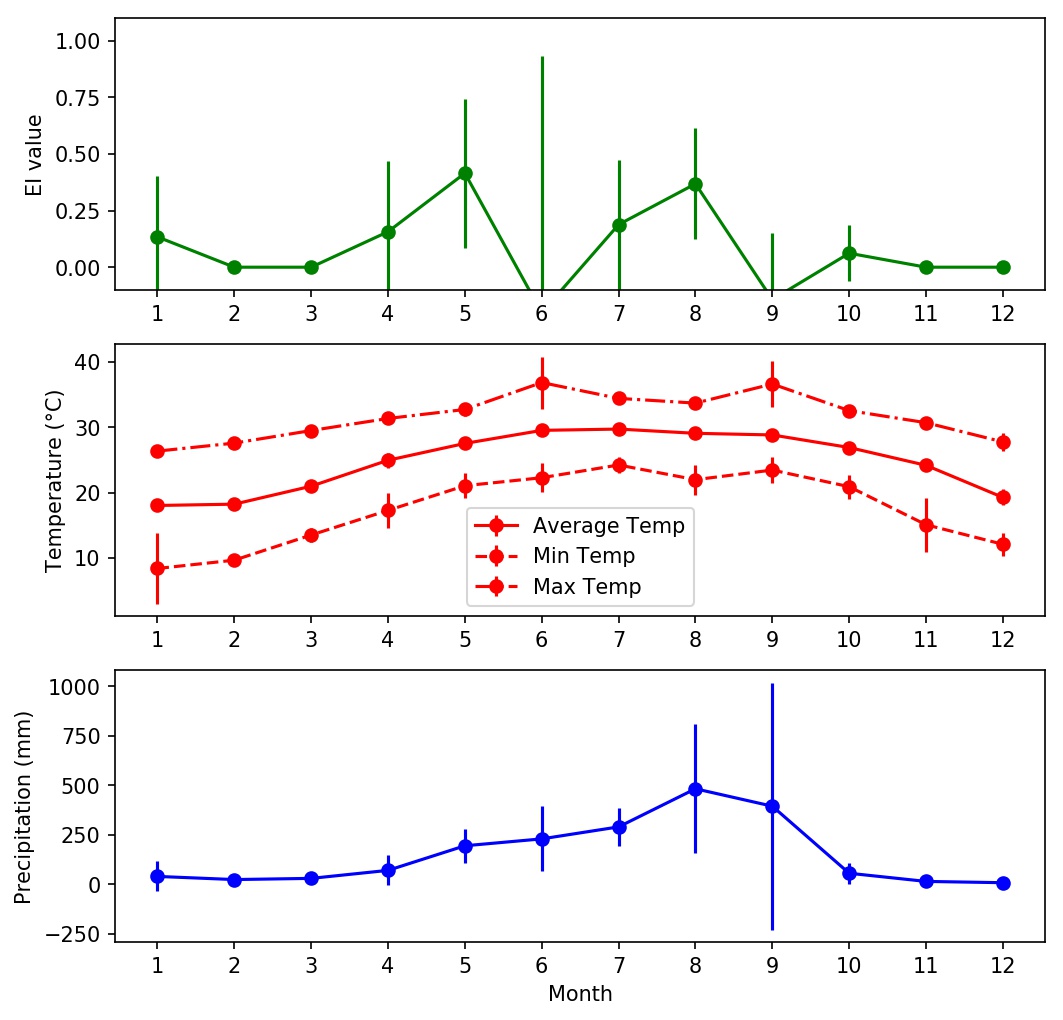 EI value
1.00
0.75
0.50
0.25
0.00
1 2 3 4 5 6 7 8 9 10 11 12
Temperature (°C)
40
30
20
10
Average Temp
Min Temp
Max Temp
1 2 3 4 5 6 7 8 9 10 11 12
Precipitation (mm)
1000
750
500
250
0
−250
1 2 3 4 5 6 7 8 9 10 11 12
Month